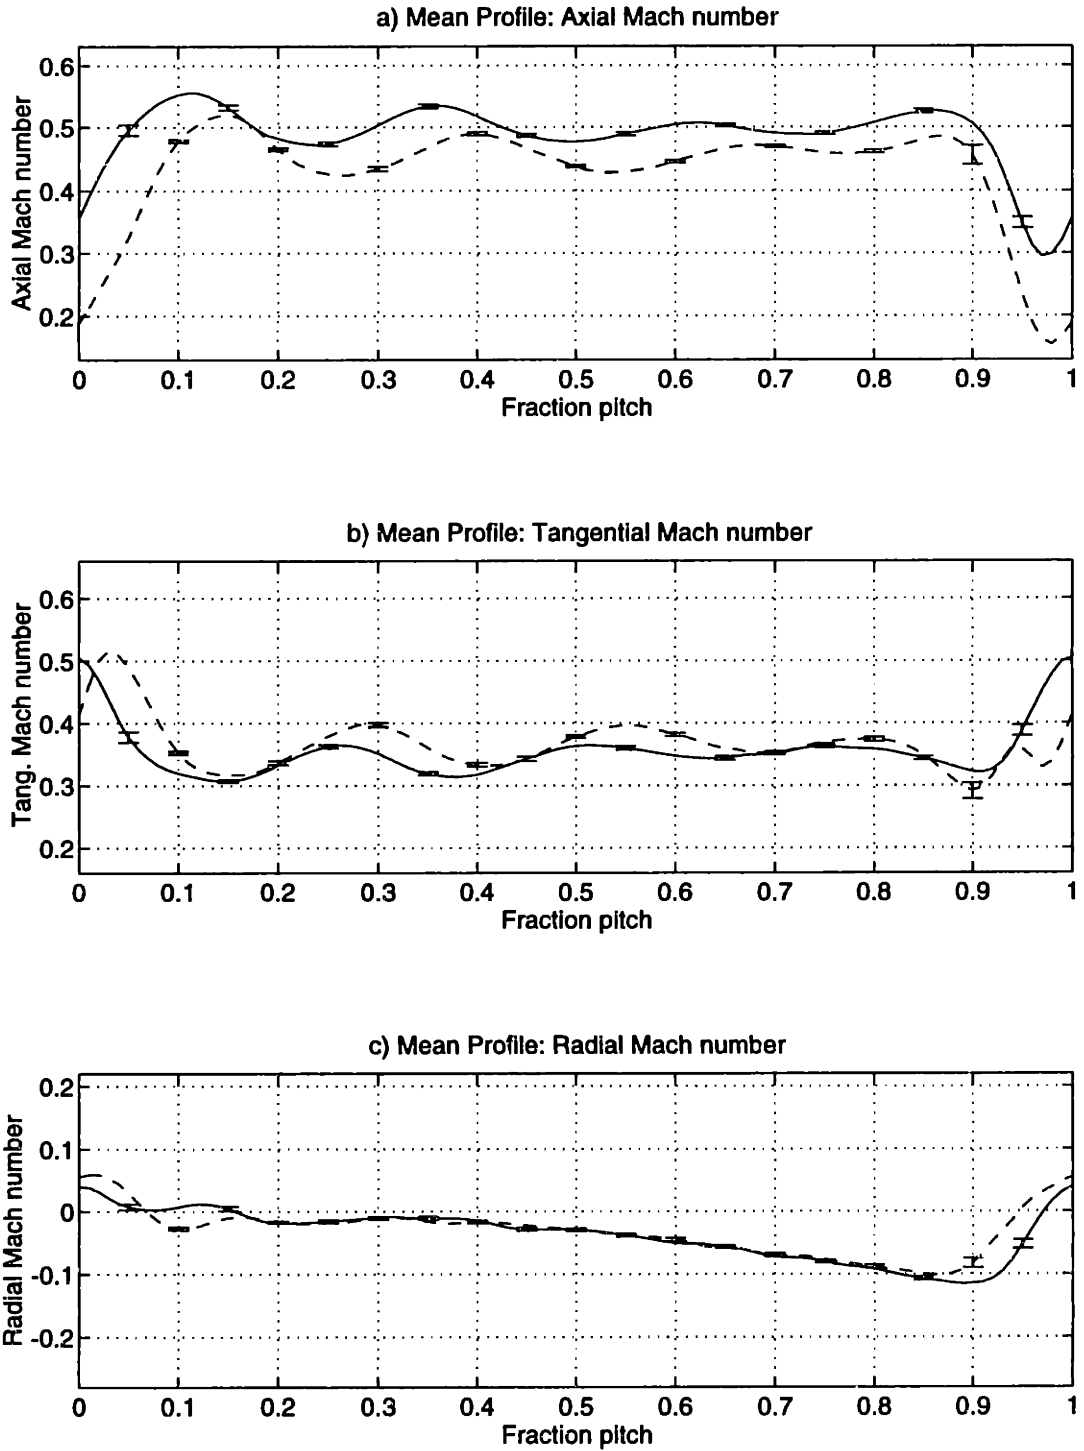 a) Mean Profile: Axial Mach number
Axial Mach number
0.6
0.5
0.4
0.3
0.2
0 0.1 0.2 0.3 0.4 0.5 0.6 0.7 0.8 0.9 1
Fraction pitch
b) Mean Profile: Tangential Mach number
Tang. Mach number
0.6
0.5
0.4
0.3
0.2
0 0.1 0.2 0.3 0.4 0.5 0.6 0.7 0.8 0.9 1
Fraction pitch
c) Mean Profile: Radial Mach number
Radial Mach number
0.2
0.1
0
-0.1
-0.2
0 0.1 0.2 0.3 0.4 0.5 0.6 0.7 0.8 0.9 1
Fraction pitch